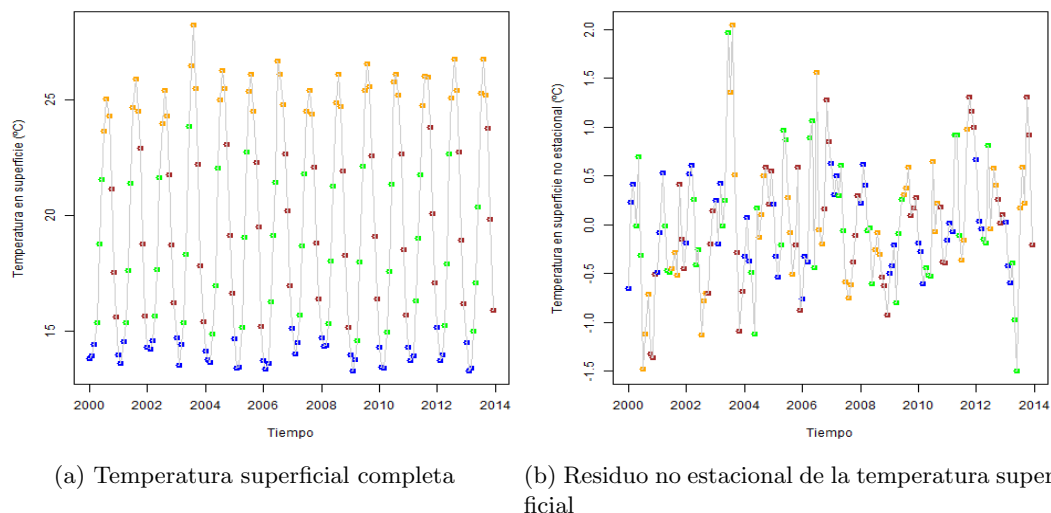 Temperatura en superficie (ºC)
25
20
15
2000 2002 2004 2006 2008 2010 2012 2014
Tiempo
(a) Temperatura superficial completa
Temperatura en superficie no estacional (ºC)
2.0
1.5
1.0
0.5
0.0
-0.5
-1.0
-1.5
2000 2002 2004 2006 2008 2010 2012 2014
Tiempo
(b) Residuo no estacional de la temperatura super
ficial